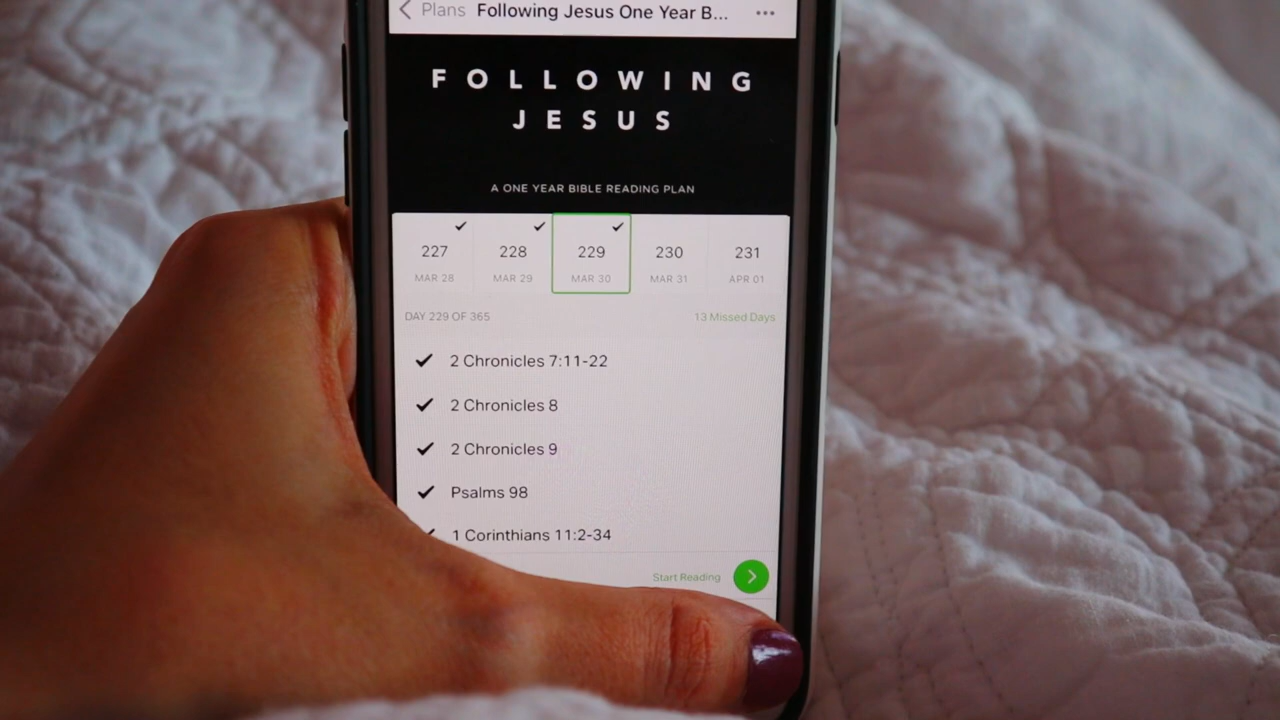 Plans Following Jesus One Year B...
FOLLOWING
JESUS
A ONE YEAR BIBLE READING PLAN
227 228 229 230 231
MAR 28 MAR 29 MAR 30 MAR 31 APR 01
DAY 229 OF 365 13 Missed Days
2 Chronicles 7:11-22
2 Chronicles 8
2 Chronicles 9
Psalms 98
1 Corinthians 11:2-34
Start Reading